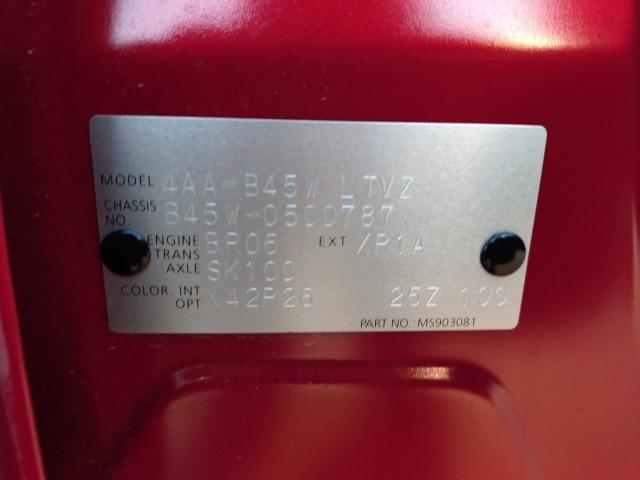 MODEL 4AA-B45W LTVZ
CHASSIS NO. B45W-0500787
ENGINE BR06 EXT XP1A
TRANS AXLE SK10C
COLOR. INT OPT X42P26 25Z 100
PART NO.:MS903081